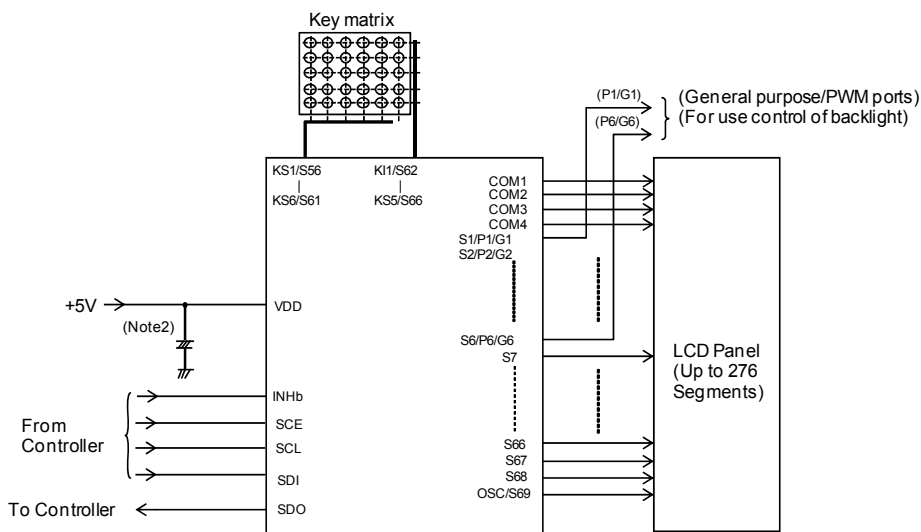 Key matrix
(P1/G1)
(P6/G6)
(General purpose/PWM ports)
(For use control of backlight)
KS1/S56
|
KS6/S61
KI1/S62
|
KS5/S66
COM1
COM2
COM3
COM4
S1/P1/G1
S2/P2/G2
+5V
VDD
(Note2)
S6/P6/G6
S7
LCD Panel
(Up to 276
Segments)
From
Controller
INHb
SCE
SCL
SDI
To Controller
SDO
S66
S67
S68
OSC/S69